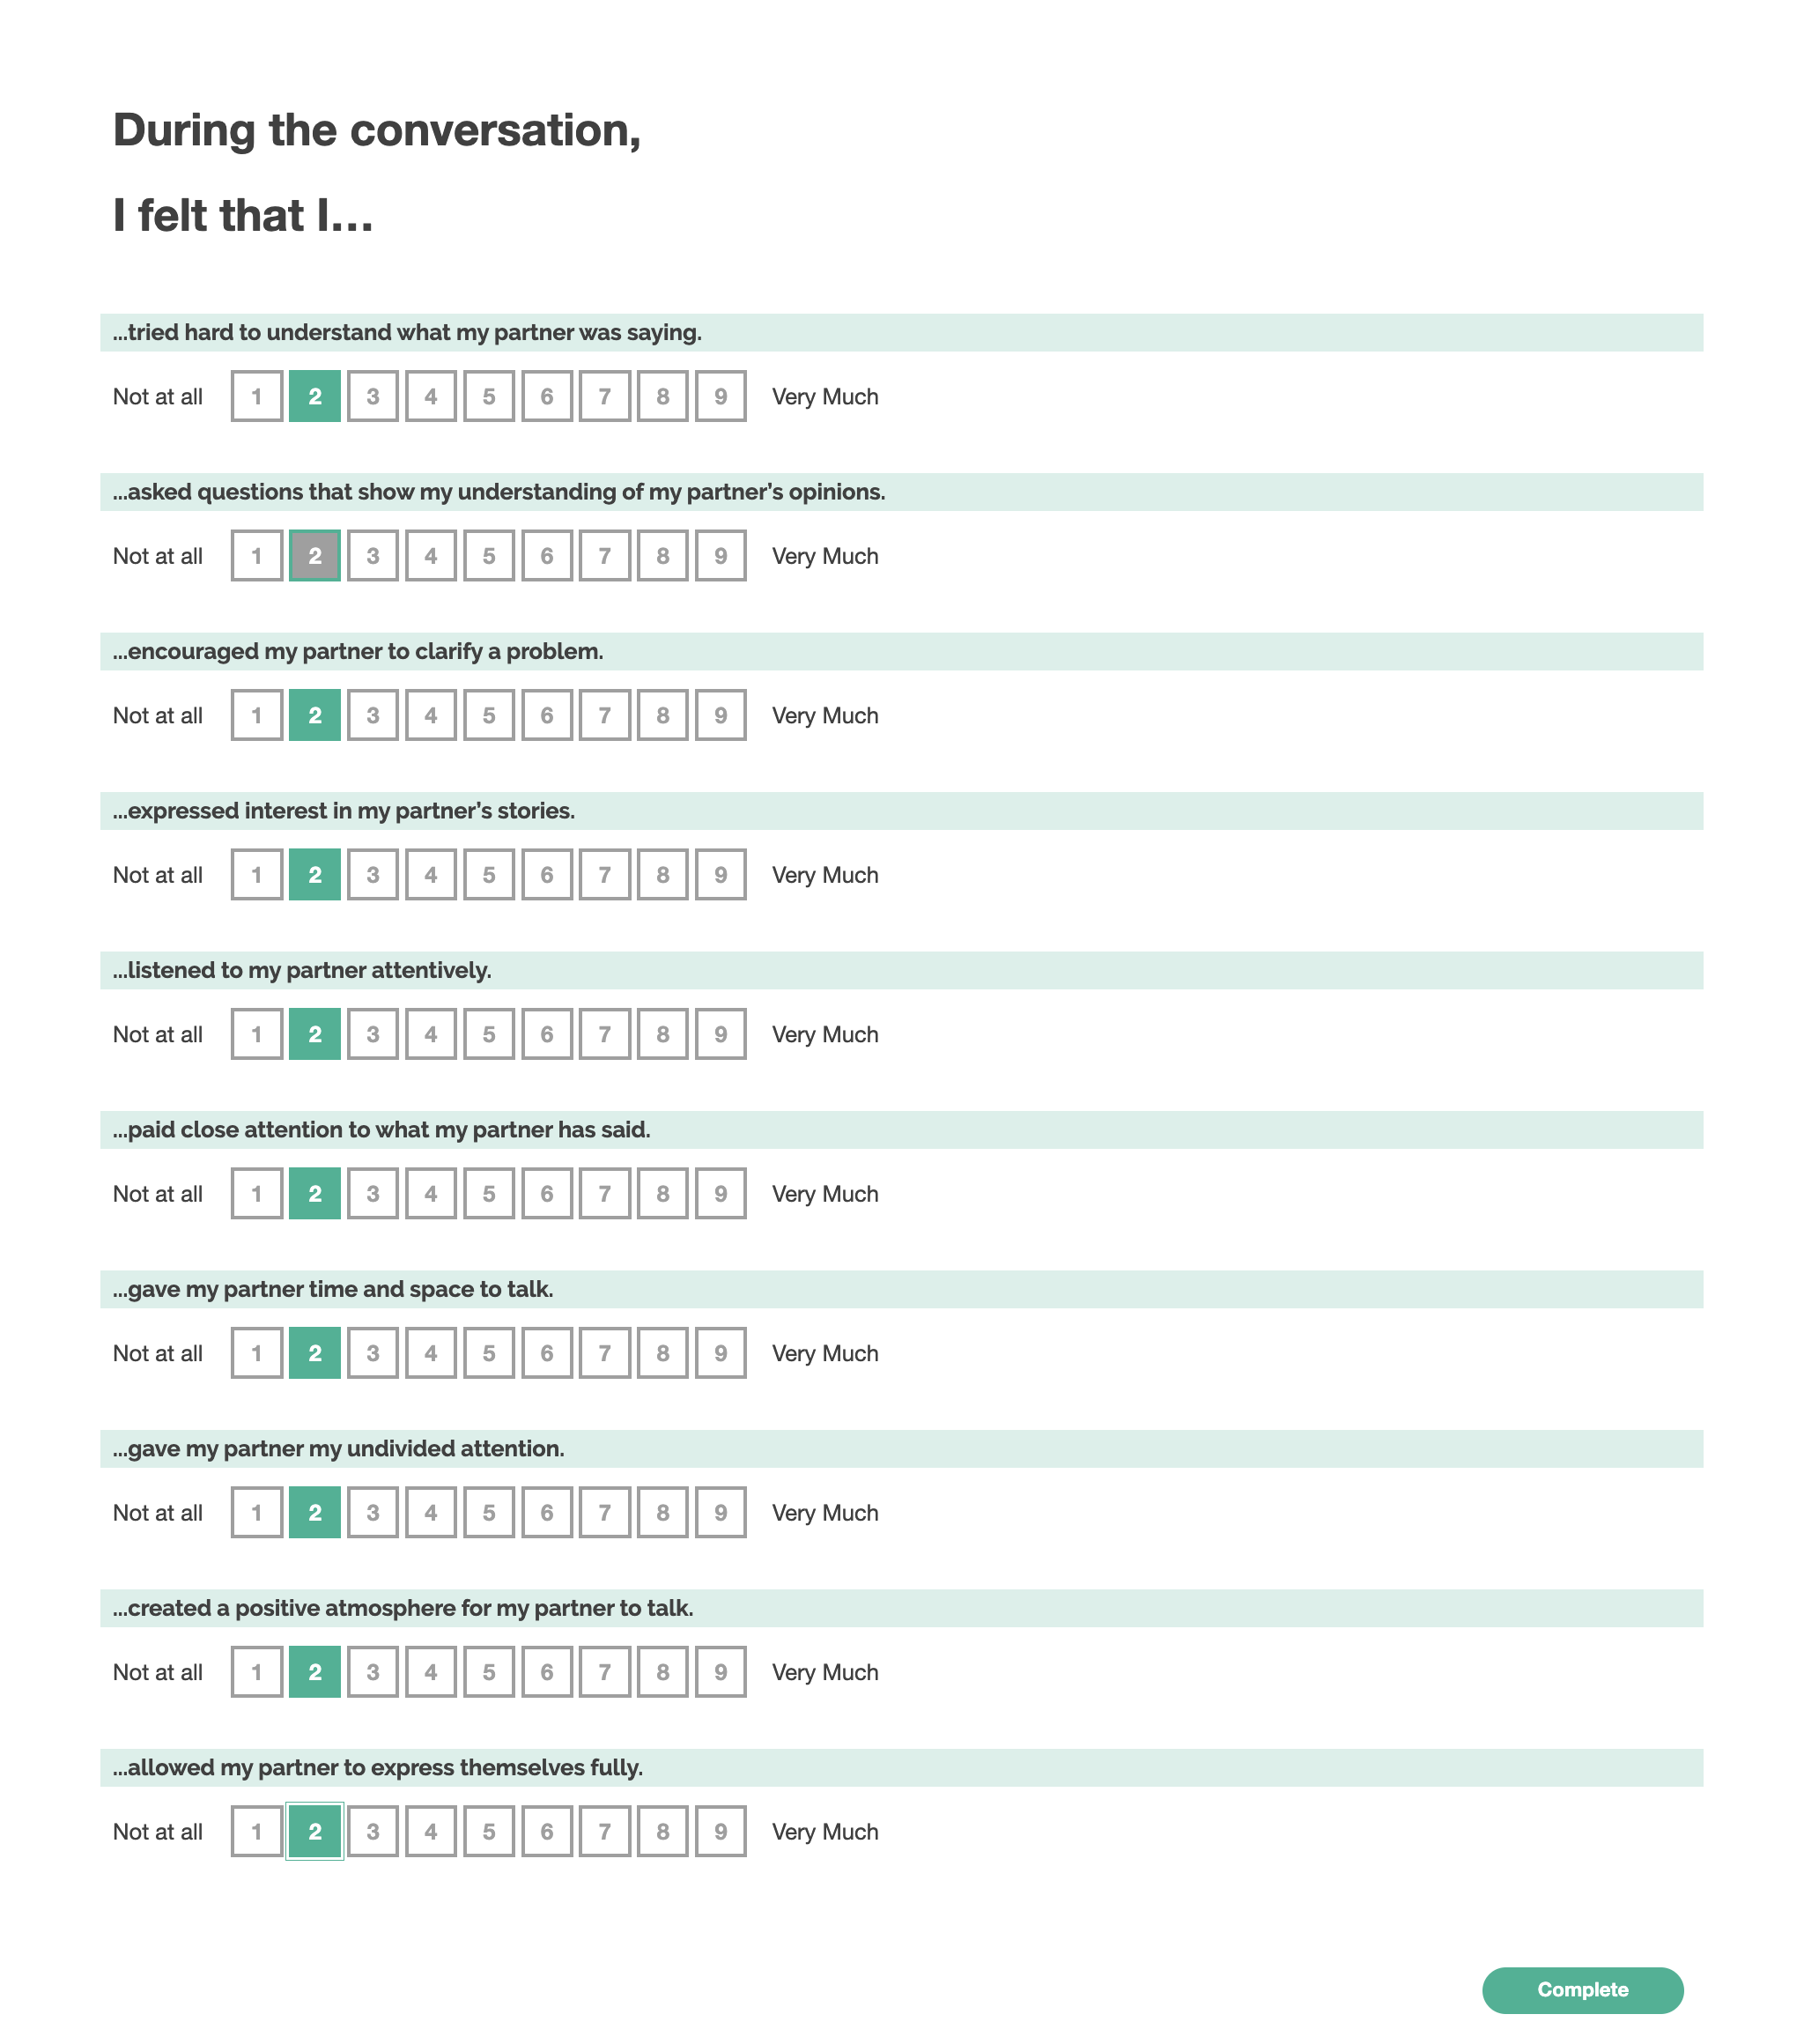 During the conversation,
I felt that I...
...tried hard to understand what my partner was saying.
Not at all 1 2 3 4 5 6 7 8 9 Very Much
...asked questions that show my understanding of my partner’s opinions.
Not at all 1 2 3 4 5 6 7 8 9 Very Much
...encouraged my partner to clarify a problem.
Not at all 1 2 3 4 5 6 7 8 9 Very Much
...expressed interest in my partner’s stories.
Not at all 1 2 3 4 5 6 7 8 9 Very Much
...listened to my partner attentively.
Not at all 1 2 3 4 5 6 7 8 9 Very Much
...paid close attention to what my partner has said.
Not at all 1 2 3 4 5 6 7 8 9 Very Much
...gave my partner time and space to talk.
Not at all 1 2 3 4 5 6 7 8 9 Very Much
...gave my partner my undivided attention.
Not at all 1 2 3 4 5 6 7 8 9 Very Much
...created a positive atmosphere for my partner to talk.
Not at all 1 2 3 4 5 6 7 8 9 Very Much
...allowed my partner to express themselves fully.
Not at all 1 2 3 4 5 6 7 8 9 Very Much
Complete